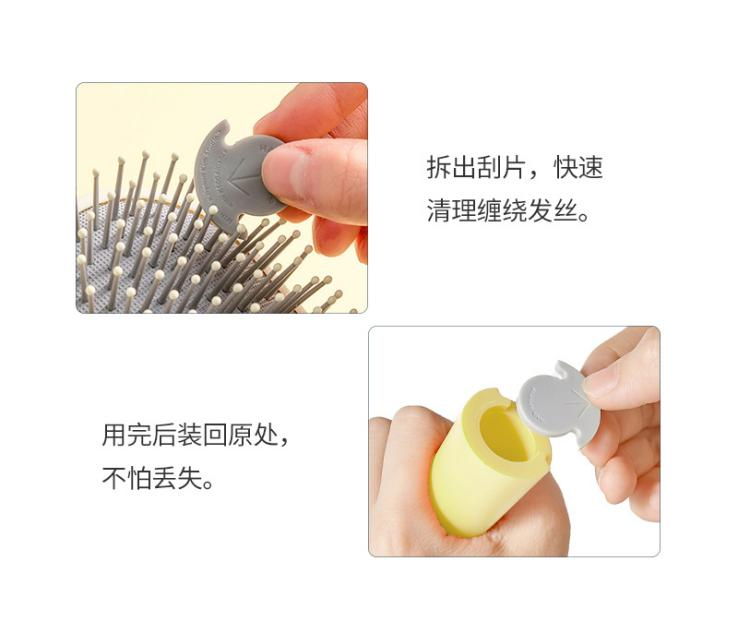 拆出刮片，快速
清理缠绕发丝。
用完后装回原处，
不怕丢失。